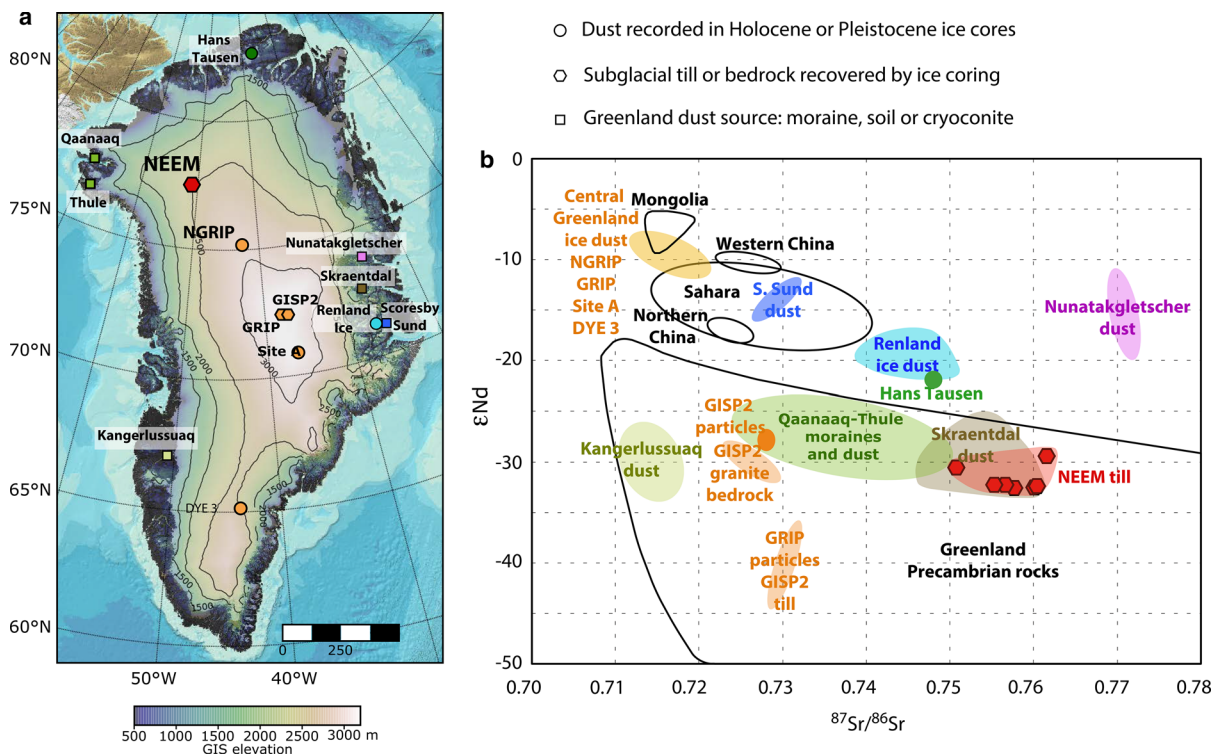 a
80°N
75°N
70°N
65°N
60°N
50°W
40°W
Hans
Tausen
Qaanaaq
Thule
NEEM
NGRIP
Nunatakgletscher
Skraentdal
GISP2
GRIP
Renland
Ice
Scoresby
Sund
Site A
Kangerlussuaq
DYE 3
1500
2500
1500
2000
3000
2500
1500
2000
1500
1500
0
250
500
1000
1500
2000
2500
3000
m
GIS elevation
Dust recorded in Holocene or Pleistocene ice cores
Subglacial till or bedrock recovered by ice coring
Greenland dust source: moraine, soil or cryoconite
b
0
-10
-20
-30
-40
-50
εNd
Central
Greenland
ice dust
NGRIP
GRIP
Site A
DYE 3
Mongolia
Western China
Sahara
S. Sund
dust
Northern
China
Nunatakgletscher
dust
Renland
ice dust
Hans Tausen
GISP2
particles
Qaanaaq-Thule
moraines
and dust
Skraentdal
dust
Kangerlussuaq
dust
GISP2
granite
bedrock
NEEM till
GRIP
particles
GISP2
till
Greenland
Precambrian rocks
0.70
0.71
0.72
0.73
0.74
0.75
0.76
0.77
0.78
⁸⁷Sr/⁸⁶Sr